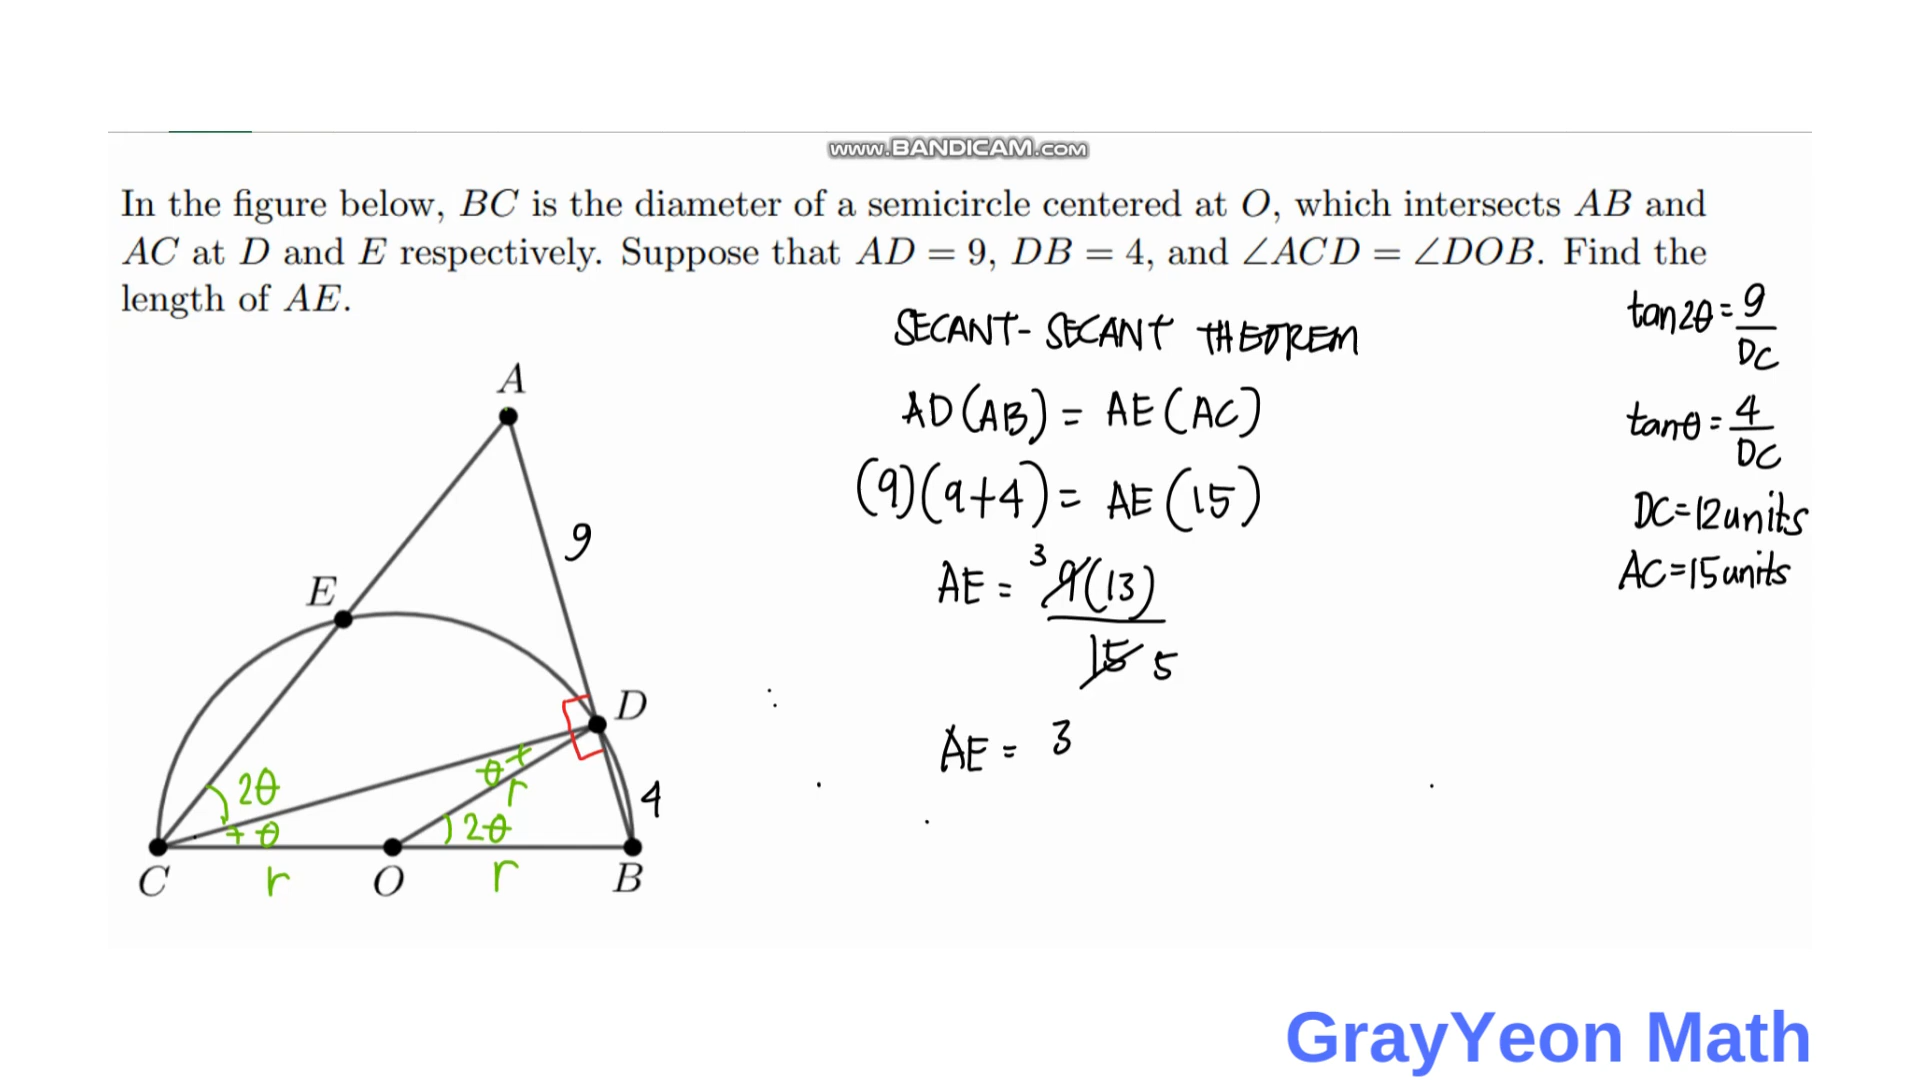 www.BANDICAM.com
In the figure below, BC is the diameter of a semicircle centered at O, which intersects AB and
AC at D and E respectively. Suppose that AD = 9, DB = 4, and ∠ACD = ∠DOB. Find the
length of AE.
SECANT-SECANT THEOREM
AD(AB) = AE(AC)
(9)(9+4) = AE(15)
AE = 3 9(13)
15 5
AE = 3
tan2θ = 9
DC
tanθ = 4
DC
DC=12units
AC=15units
A
9
E
D
2θ
θ
r
4
θ
2θ
C
r
O
r
B
GrayYeon Math